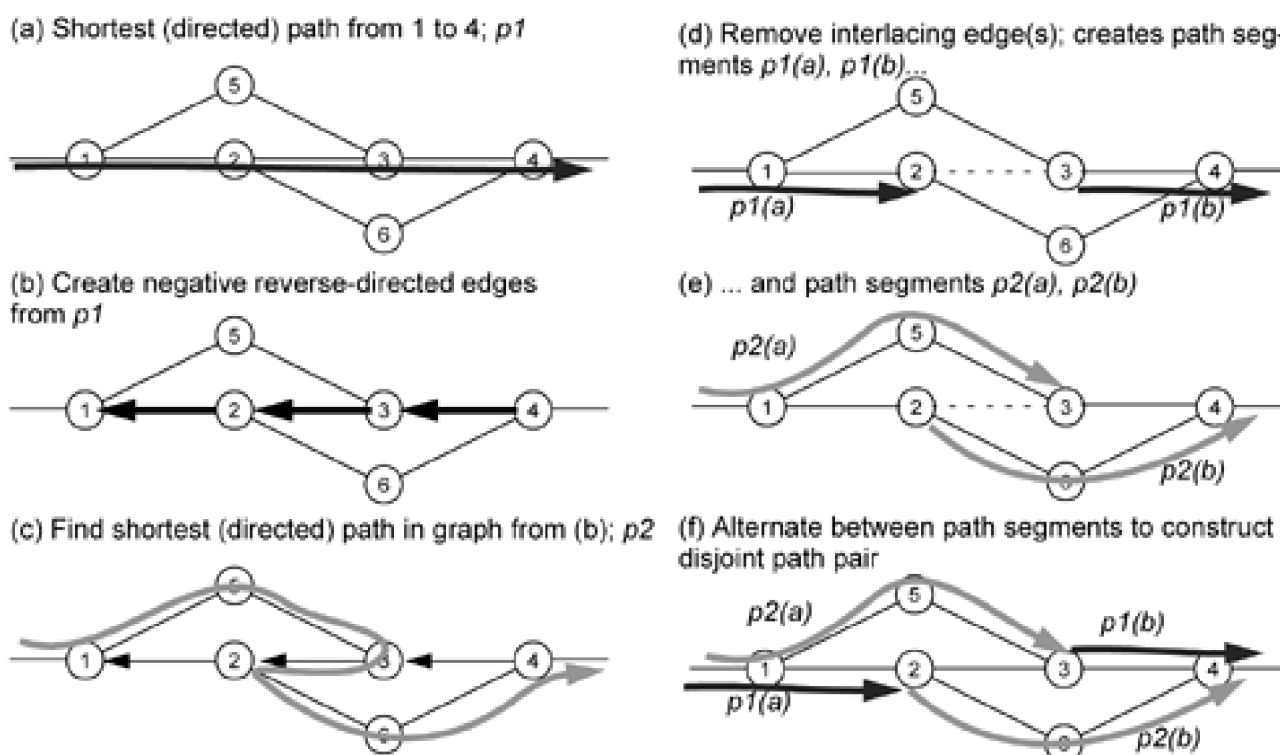 (a) Shortest (directed) path from 1 to 4; p1
5
1
2
3
4
6
(b) Create negative reverse-directed edges
from p1
5
1
2
3
4
6
(c) Find shortest (directed) path in graph from (b); p2
1
2
3
4
(d) Remove interlacing edge(s); creates path seg-
ments p1(a), p1(b)...
5
1
2
3
4
p1(a)
p1(b)
6
(e) ... and path segments p2(a), p2(b)
p2(a)
5
1
2
3
4
p2(b)
(f) Alternate between path segments to construct
disjoint path pair
p2(a)
5
p1(b)
1
2
3
4
p1(a)
p2(b)